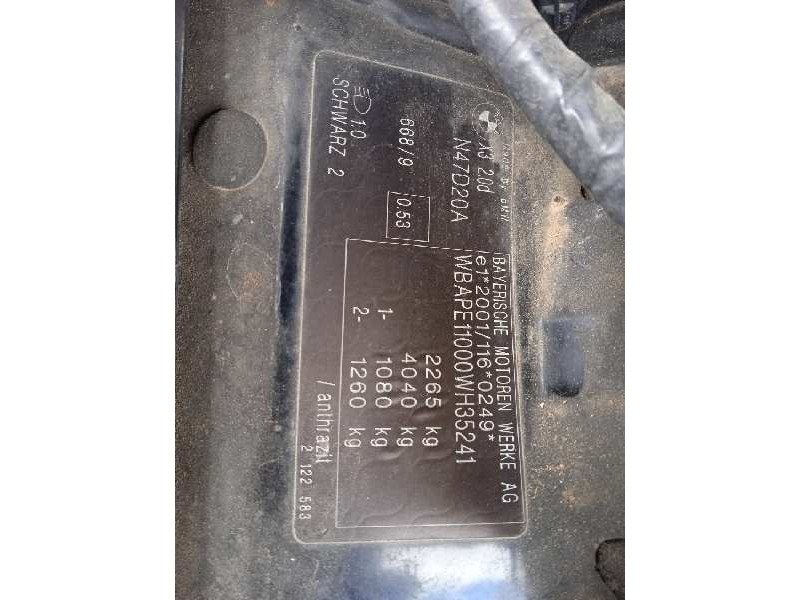 BAYERISCHE MOTOREN WERKE AG
e1*2001/116*0249*
WBAPE11000WH35241
2265 kg
4040 kg
1- 1080 kg
2- 1260 kg
X3 20d
N47D20A
0.53
668/9
1.0
SCHWARZ 2
/ anthrazit
2 122 583